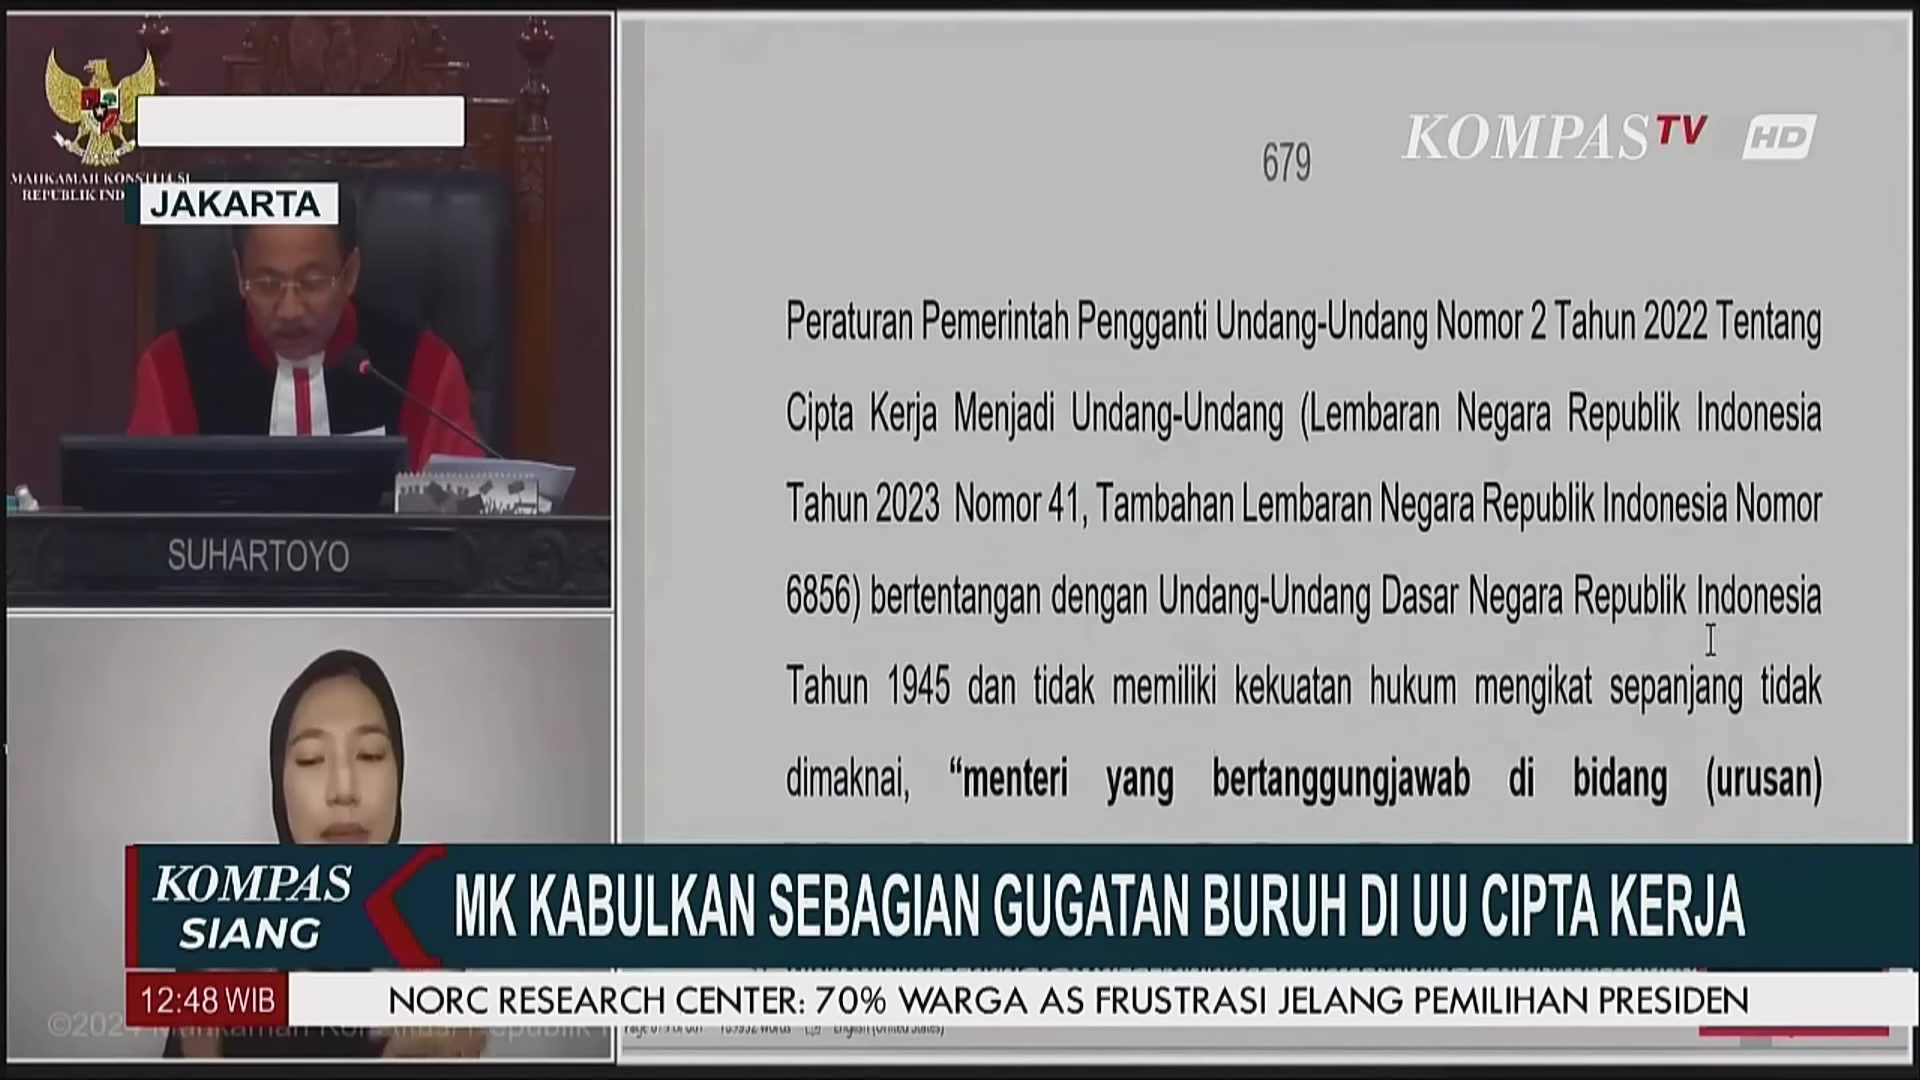 MAHKAMAH KONSTITUSI
REPUBLIK IND
JAKARTA
SUHARTOYO
KOMPASTV HD
679
Peraturan Pemerintah Pengganti Undang-Undang Nomor 2 Tahun 2022 Tentang
Cipta Kerja Menjadi Undang-Undang (Lembaran Negara Republik Indonesia
Tahun 2023 Nomor 41, Tambahan Lembaran Negara Republik Indonesia Nomor
6856) bertentangan dengan Undang-Undang Dasar Negara Republik Indonesia
Tahun 1945 dan tidak memiliki kekuatan hukum mengikat sepanjang tidak
dimaknai, “menteri yang bertanggungjawab di bidang (urusan)
KOMPAS
SIANG
MK KABULKAN SEBAGIAN GUGATAN BURUH DI UU CIPTA KERJA
12:48 WIB
NORC RESEARCH CENTER: 70% WARGA AS FRUSTRASI JELANG PEMILIHAN PRESIDEN
English (United States)